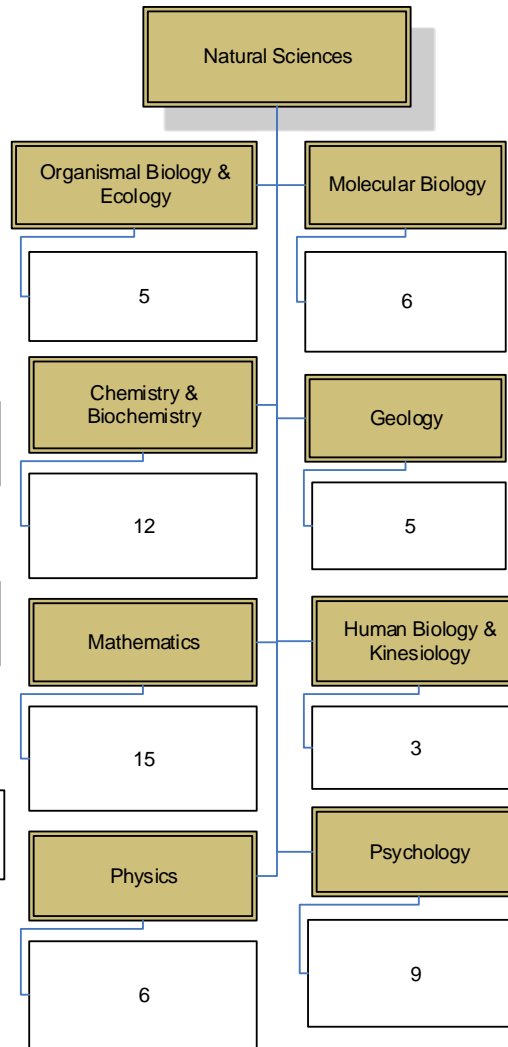 Natural Sciences
Organismal Biology &
Ecology
Molecular Biology
5
6
Chemistry &
Biochemistry
Geology
12
5
Mathematics
Human Biology &
Kinesiology
15
3
Physics
Psychology
6
9